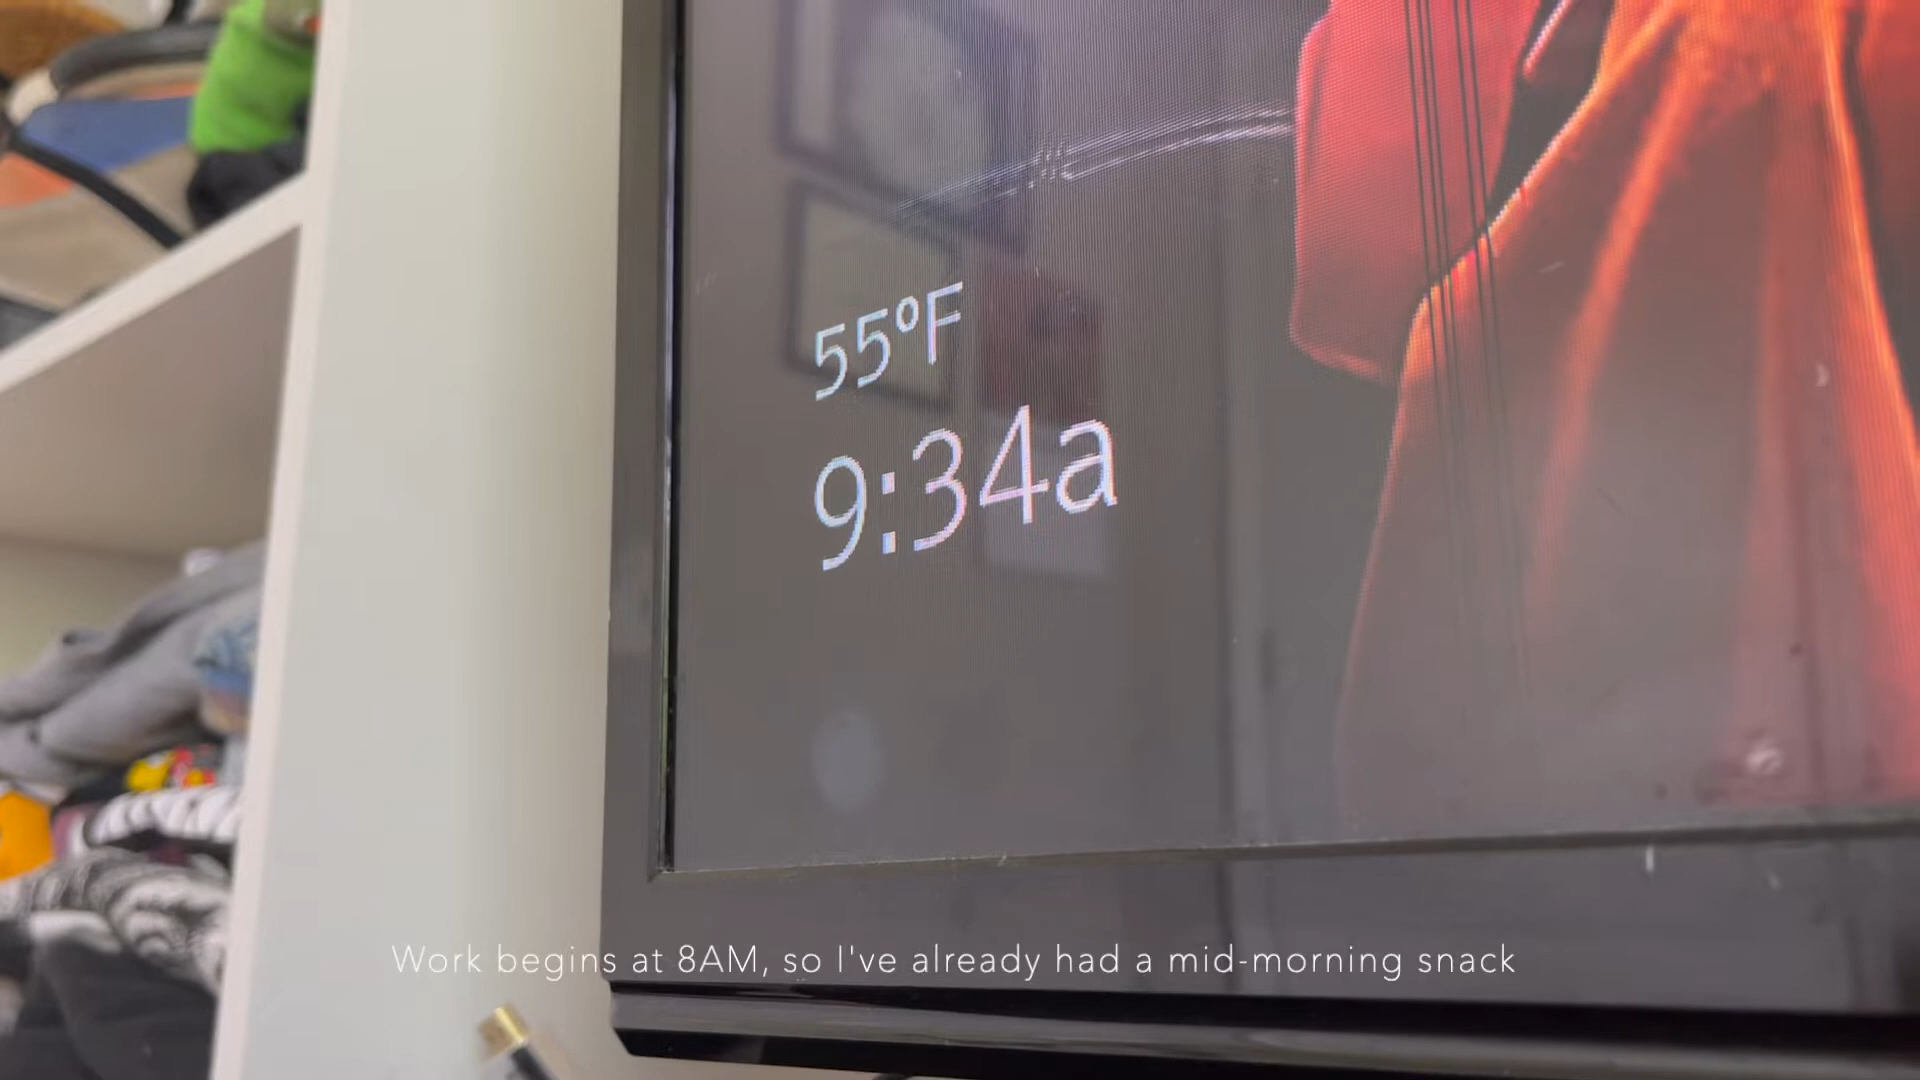 55°F
9:34a
Work begins at 8AM, so I've already had a mid-morning snack